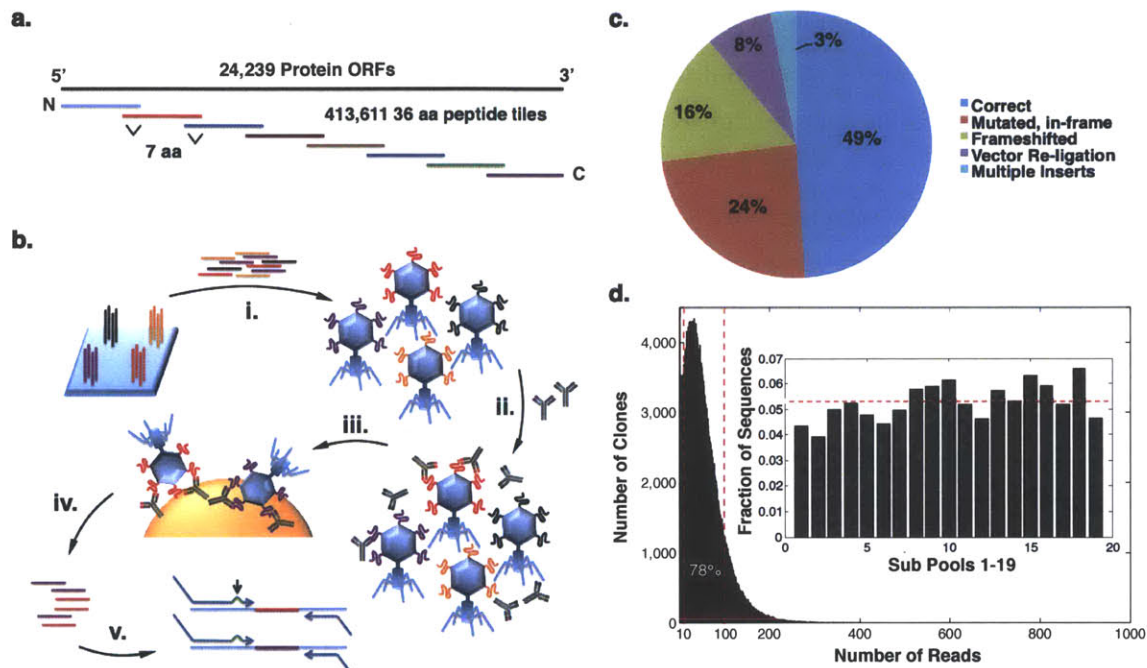 a.
24,239 Protein ORFs
5'
3'
N
413,611 36 aa peptide tiles
7 aa
C
b.
i.
ii.
iii.
iv.
v.
c.
3%
8%
16%
49%
24%
Correct
Mutated, in-frame
Frameshifted
Vector Re-ligation
Multiple Inserts
d.
Number of Clones
4,000
3,000
2,000
1,000
0
78%
10
100
200
400
600
800
1000
Number of Reads
Fraction of Sequences
0.07
0.06
0.05
0.04
0.03
0.02
0.01
0
0
5
10
15
20
Sub Pools 1-19